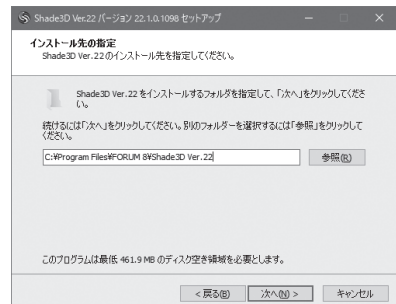 Shade3D Ver.22 バージョン 22.1.0.1098 セットアップ
インストール先の指定
Shade3D Ver.22のインストール先を指定してください。
Shade3D Ver.22 をインストールするフォルダを指定して、「次へ」をクリックしてくださ
い。
続けるには「次へ」をクリックしてください。別のフォルダーを選択するには「参照」をクリックして
ください。
C:¥Program Files¥FORUM 8¥Shade3D Ver.22
参照(R)
このプログラムは最低 461.9 MB のディスク空き領域を必要とします。
< 戻る(B) 次へ(N) > キャンセル